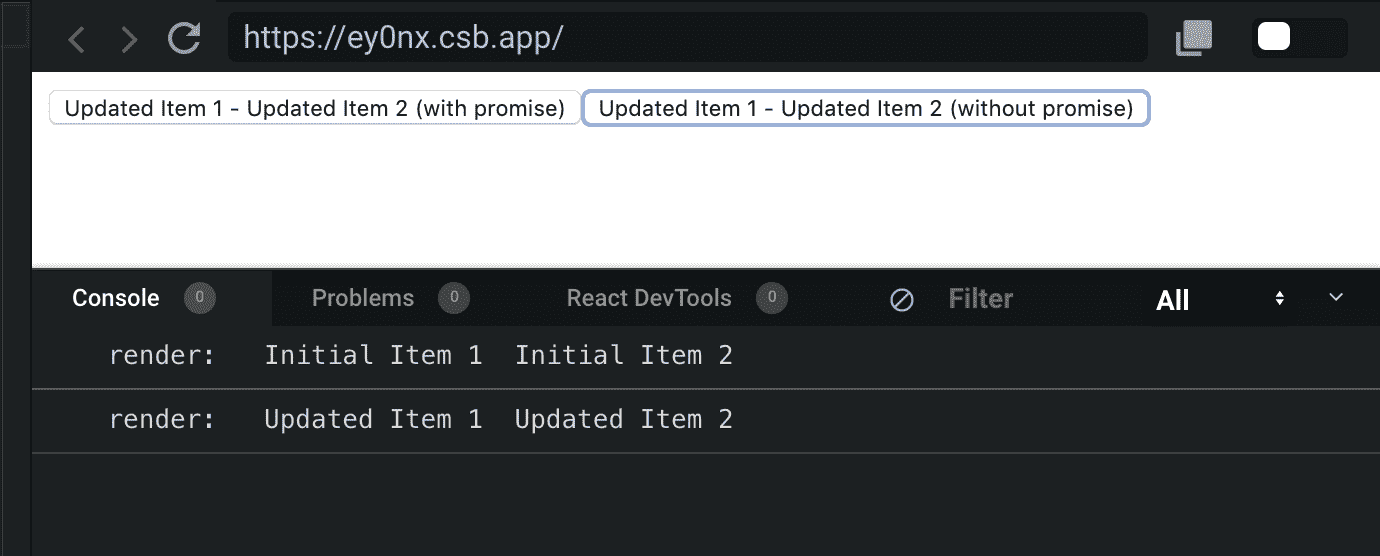 https://ey0nx.csb.app/
Updated Item 1 - Updated Item 2 (with promise) Updated Item 1 - Updated Item 2 (without promise)
Console 0 Problems 0 React DevTools 0 Filter All
render: Initial Item 1 Initial Item 2
render: Updated Item 1 Updated Item 2